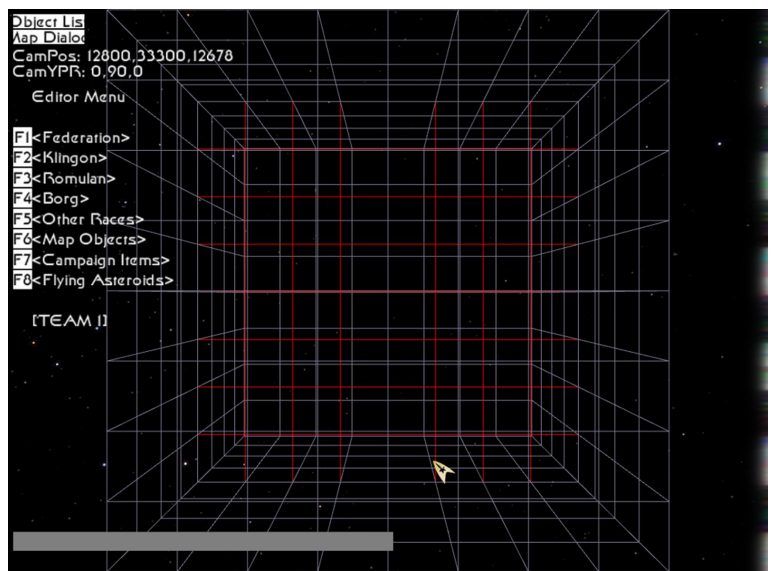 Object Lis
Map Dialog
CamPos: 12800,33300,12678
CamYPR: 0,90,0
Editor Menu
F1<Federation>
F2<Klingon>
F3<Romulan>
F4<Borg>
F5<Other Races>
F6<Map Objects>
F7<Campaign Items>
F8<Flying Asteroids>
[TEAM 1]